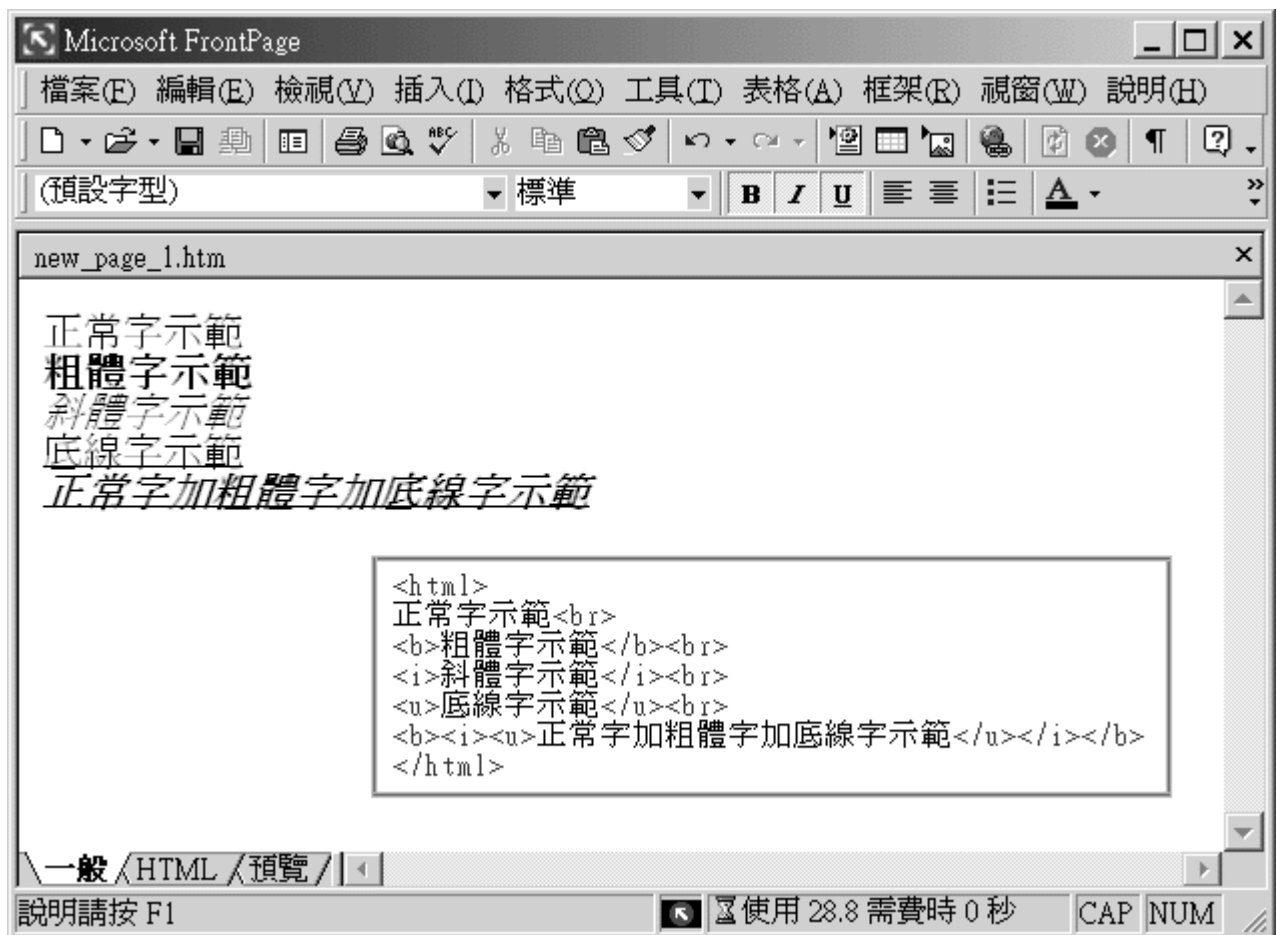 Microsoft FrontPage
檔案(F) 編輯(E) 檢視(V) 插入(I) 格式(O) 工具(T) 表格(A) 框架(R) 視窗(W) 說明(H)
ABC
(預設字型) 標準 B I U A
new_page_1.htm
正常字示範
粗體字示範
斜體字示範
底線字示範
正常字加粗體字加底線字示範
<html>
正常字示範<br>
<b>粗體字示範</b><br>
<i>斜體字示範</i><br>
<u>底線字示範</u><br>
<b><i><u>正常字加粗體字加底線字示範</u></i></b>
</html>
一般 HTML 預覽
說明請按 F1 使用 28.8 需費時 0 秒 CAP NUM